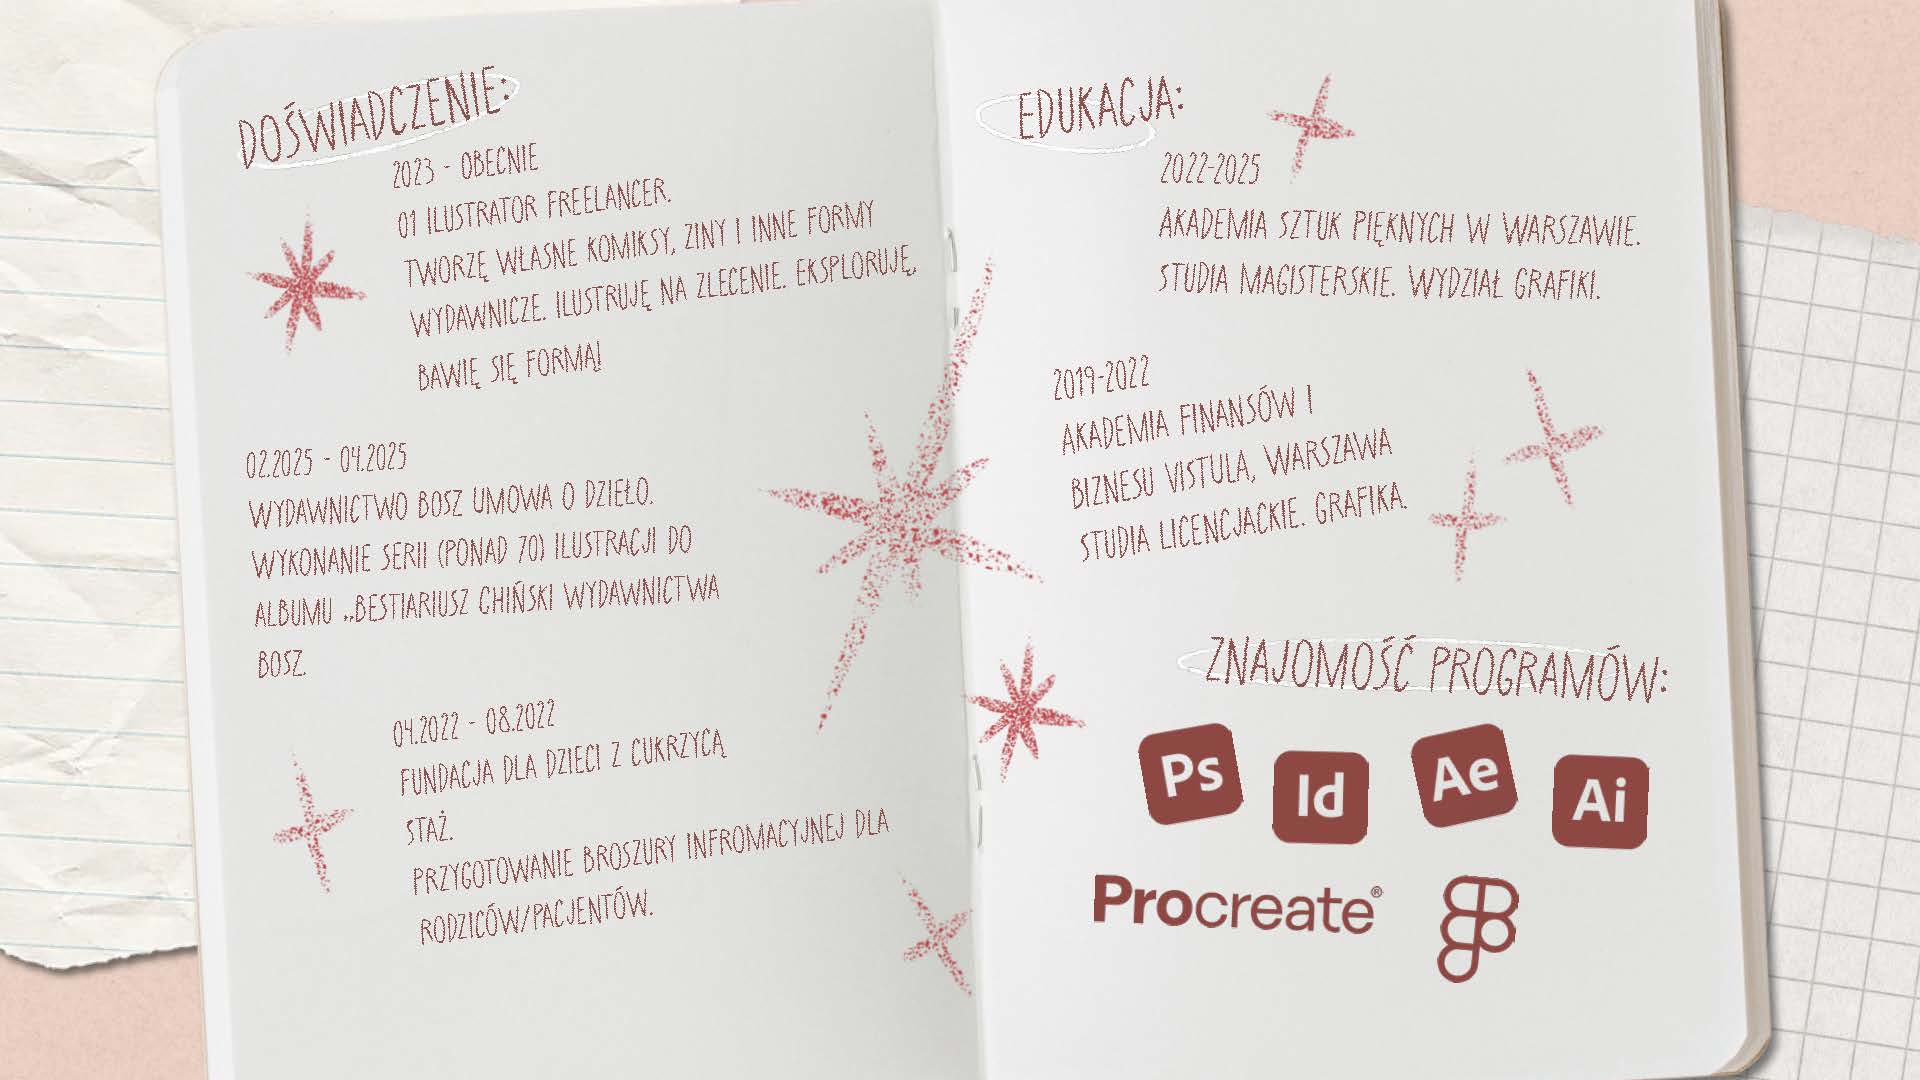 DOŚWIADCZENIE:
2023 - OBECNIE
01 ILUSTRATOR FREELANCER.
TWORZĘ WŁASNE KOMIKSY, ZINY I INNE FORMY
WYDAWNICZE. ILUSTRUJĘ NA ZLECENIE. EKSPLORUJĘ,
BAWIĘ SIĘ FORMĄ!
02.2025 - 04.2025
WYDAWNICTWO BOSZ UMOWA O DZIEŁO.
WYKONANIE SERII (PONAD 70) ILUSTRACJI DO
ALBUMU ,,BESTIARIUSZ CHIŃSKI WYDAWNICTWA
BOSZ.
04.2022 - 08.2022
FUNDACJA DLA DZIECI Z CUKRZYCĄ
STAŻ.
PRZYGOTOWANIE BROSZURY INFROMACYJNEJ DLA
RODZICÓW/PACJENTÓW.
EDUKACJA:
2022-2025
AKADEMIA SZTUK PIĘKNYCH W WARSZAWIE.
STUDIA MAGISTERSKIE. WYDZIAŁ GRAFIKI.
2019-2022
AKADEMIA FINANSÓW I
BIZNESU VISTULA, WARSZAWA
STUDIA LICENCJACKIE. GRAFIKA.
ZNAJOMOŚĆ PROGRAMÓW:
Ps Id Ae Ai
Procreate®